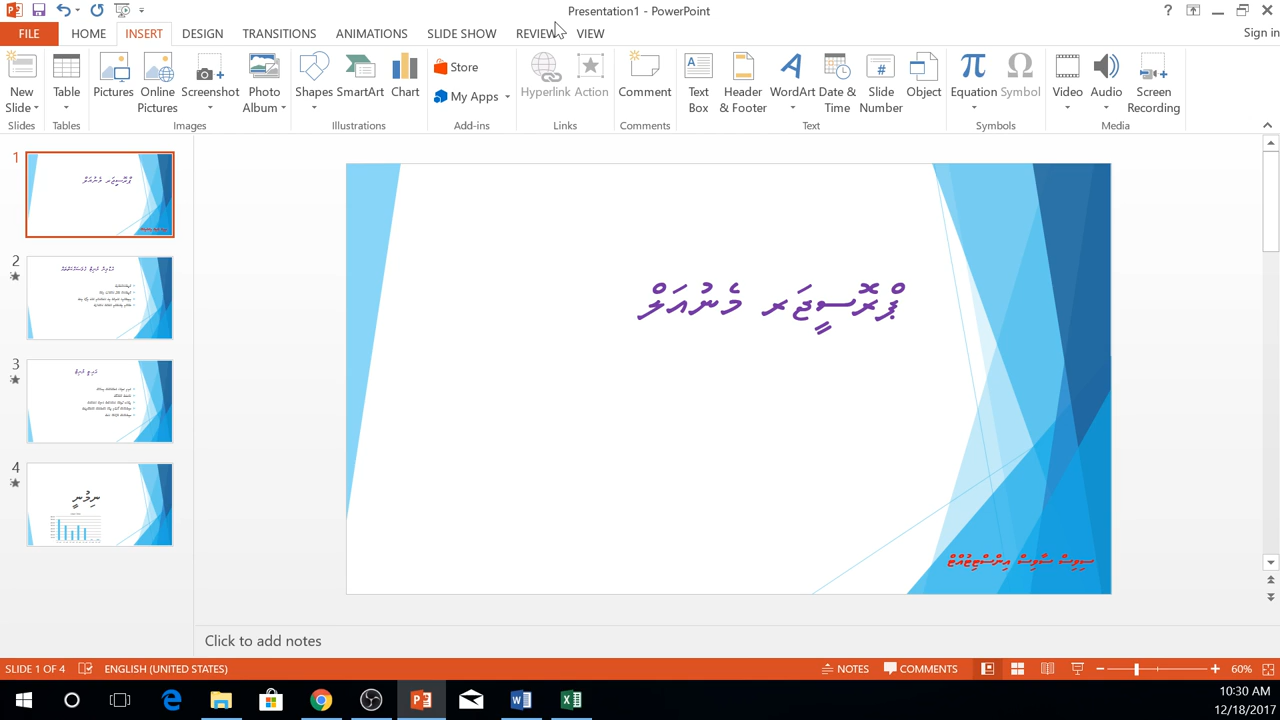 Presentation1 - PowerPoint
Sign in
FILE HOME INSERT DESIGN TRANSITIONS ANIMATIONS SLIDE SHOW REVIEW VIEW
New Slide Table Pictures Online Pictures Screenshot Photo Album Shapes SmartArt Chart Store My Apps Hyperlink Action Comment Text Box Header & Footer WordArt Date & Time Slide Number Object Equation Symbol Video Audio Screen Recording
Slides Tables Images Illustrations Add-ins Links Comments Text Symbols Media
1
ޕްރޮސީޖަރ މެނުއަލް
2
3
4
ނިމުނީ
ޕްރޮސީޖަރ މެނުއަލް
ސިވިލް ސާވިސް އިންސްޓިޓިއުޓް
Click to add notes
SLIDE 1 OF 4 ENGLISH (UNITED STATES) NOTES COMMENTS 60%
10:30 AM
12/18/2017